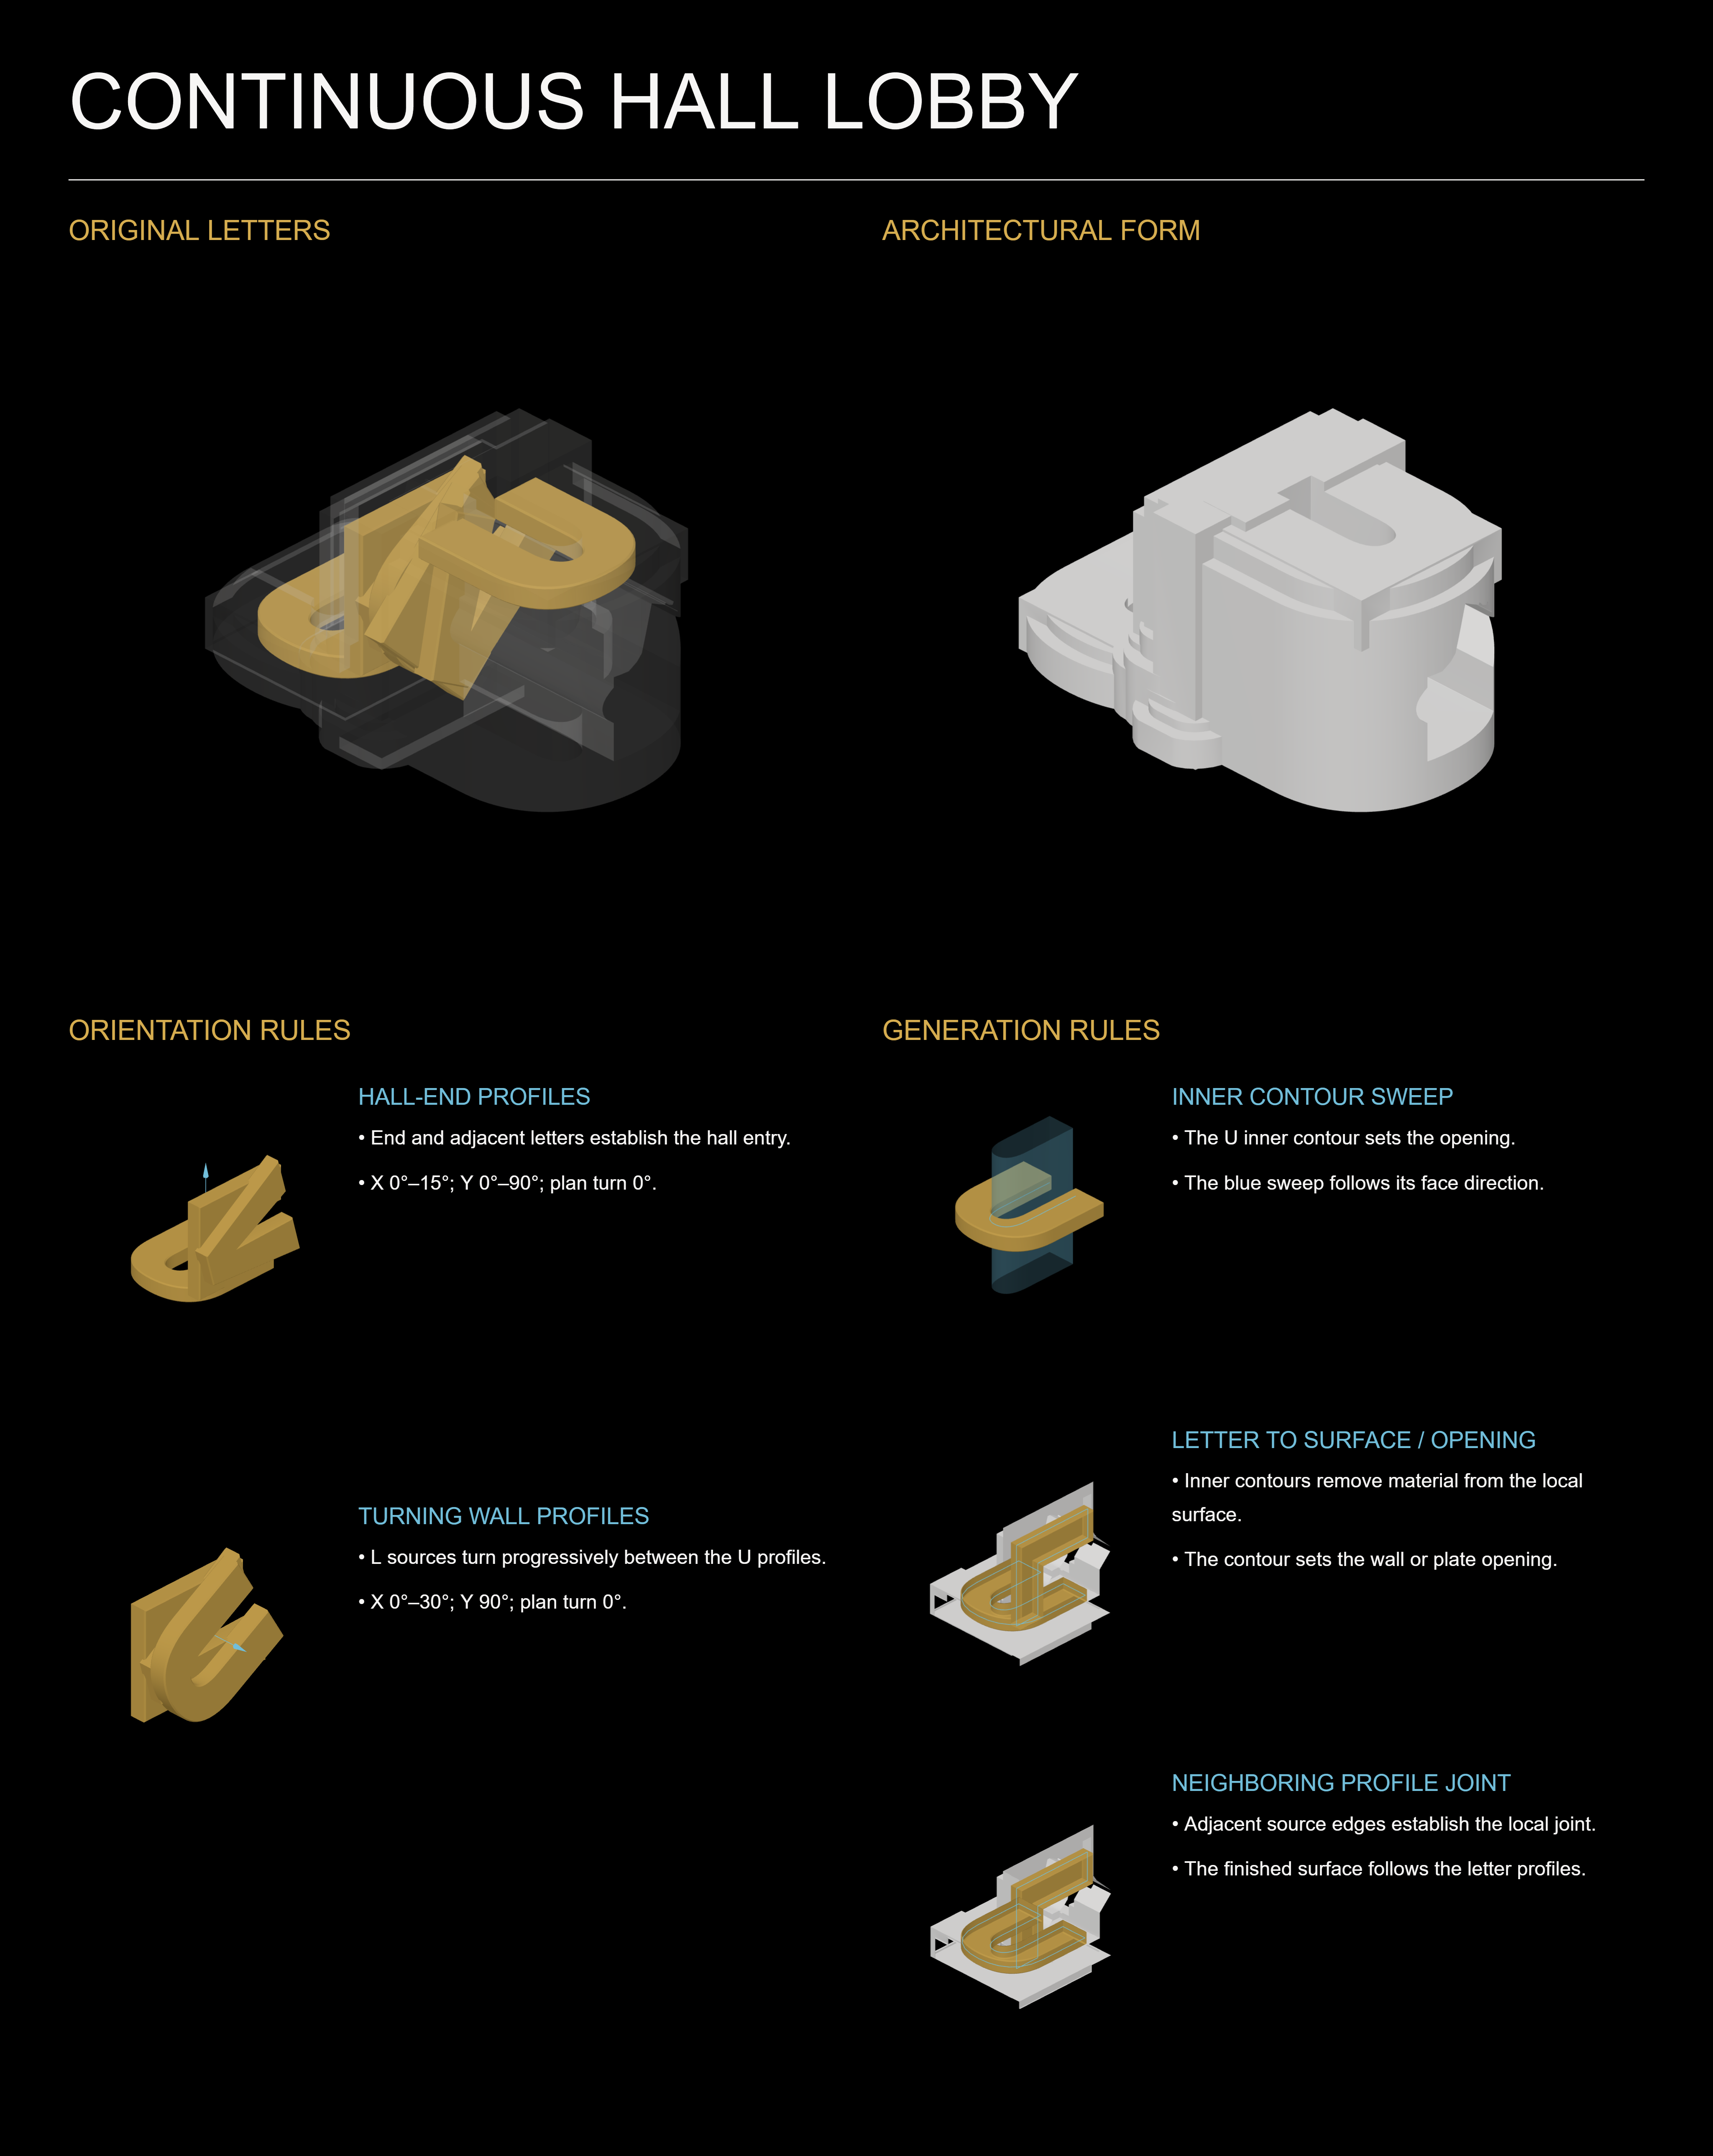 CONTINUOUS HALL LOBBY
ORIGINAL LETTERS
ARCHITECTURAL FORM
ORIENTATION RULES
HALL-END PROFILES
• End and adjacent letters establish the hall entry.
• X 0°–15°; Y 0°–90°; plan turn 0°.
TURNING WALL PROFILES
• L sources turn progressively between the U profiles.
• X 0°–30°; Y 90°; plan turn 0°.
GENERATION RULES
INNER CONTOUR SWEEP
• The U inner contour sets the opening.
• The blue sweep follows its face direction.
LETTER TO SURFACE / OPENING
• Inner contours remove material from the local
surface.
• The contour sets the wall or plate opening.
NEIGHBORING PROFILE JOINT
• Adjacent source edges establish the local joint.
• The finished surface follows the letter profiles.